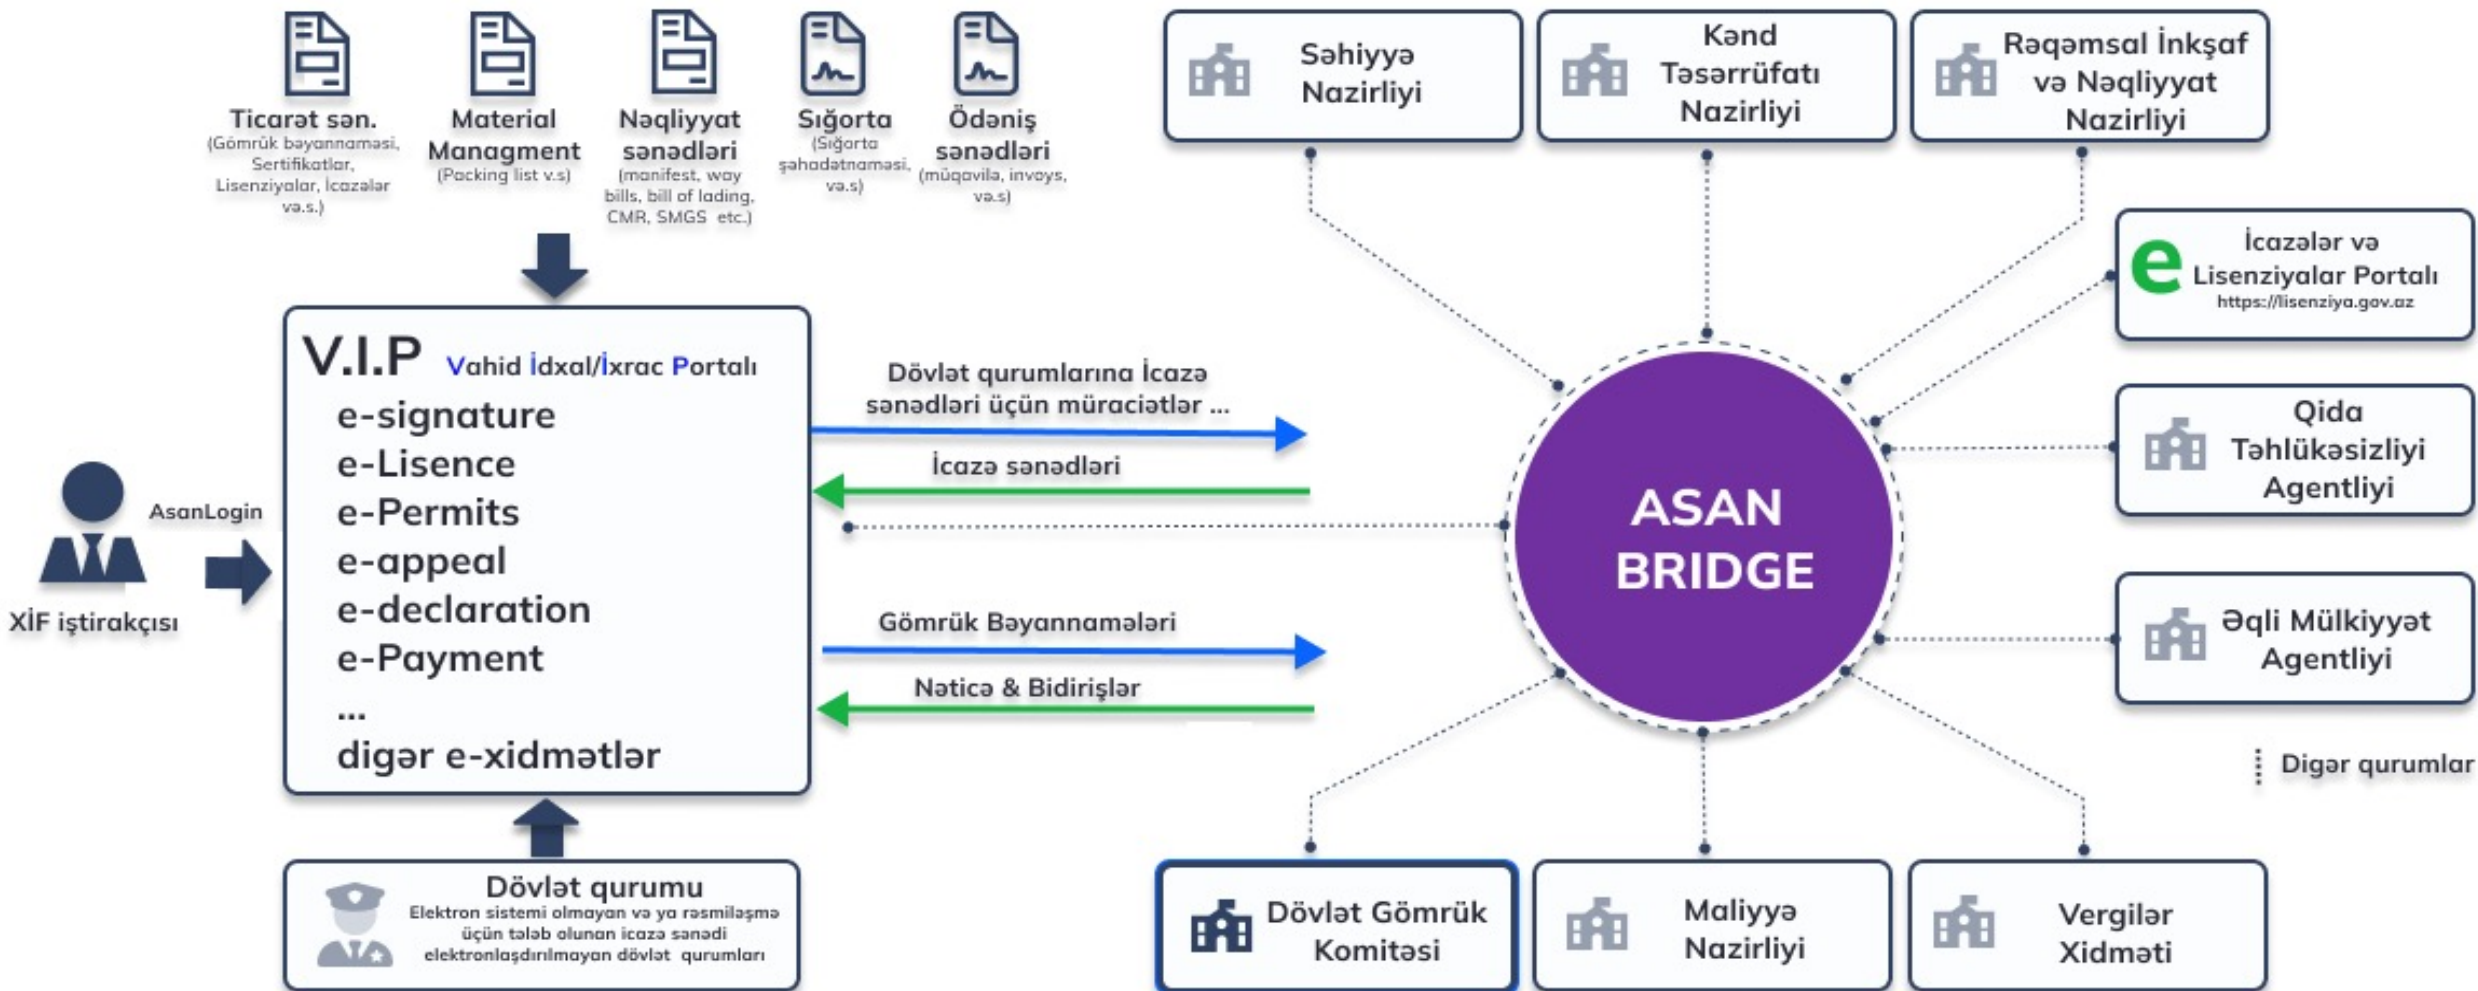 Ticarət sən.
(Gömrük bəyannaməsi,
Sertifikatlar,
Lisenziyalar, İcazələr
və.s.)
Material
Managment
(Packing list v.s)
Nəqliyyat
sənədləri
(manifest, way
bills, bill of lading,
CMR, SMGS etc.)
Sığorta
(Sığorta
şəhadətnaməsi,
və.s)
Ödəniş
sənədləri
(müqavilə, invoys,
və.s)
Səhiyyə
Nazirliyi
Kənd
Təsərrüfatı
Nazirliyi
Rəqəmsal İnkşaf
və Nəqliyyat
Nazirliyi
e
İcazələr və
Lisenziyalar Portalı
https://lisenziya.gov.az
Qida
Təhlükəsizliyi
Agentliyi
Əqli Mülkiyyət
Agentliyi
Digər qurumlar
XİF iştirakçısı
AsanLogin
V.I.P Vahid İdxal/İxrac Portalı
e-signature
e-Lisence
e-Permits
e-appeal
e-declaration
e-Payment
...
digər e-xidmətlər
Dövlət qurumlarına İcazə
sənədləri üçün müraciətlər ...
İcazə sənədləri
Gömrük Bəyannamələri
Nəticə & Bidirişlər
ASAN
BRIDGE
Dövlət qurumu
Elektron sistemi olmayan və ya rəsmiləşmə
üçün tələb olunan icazə sənədi
elektronlaşdırılmayan dövlət qurumları
Dövlət Gömrük
Komitəsi
Maliyyə
Nazirliyi
Vergilər
Xidməti